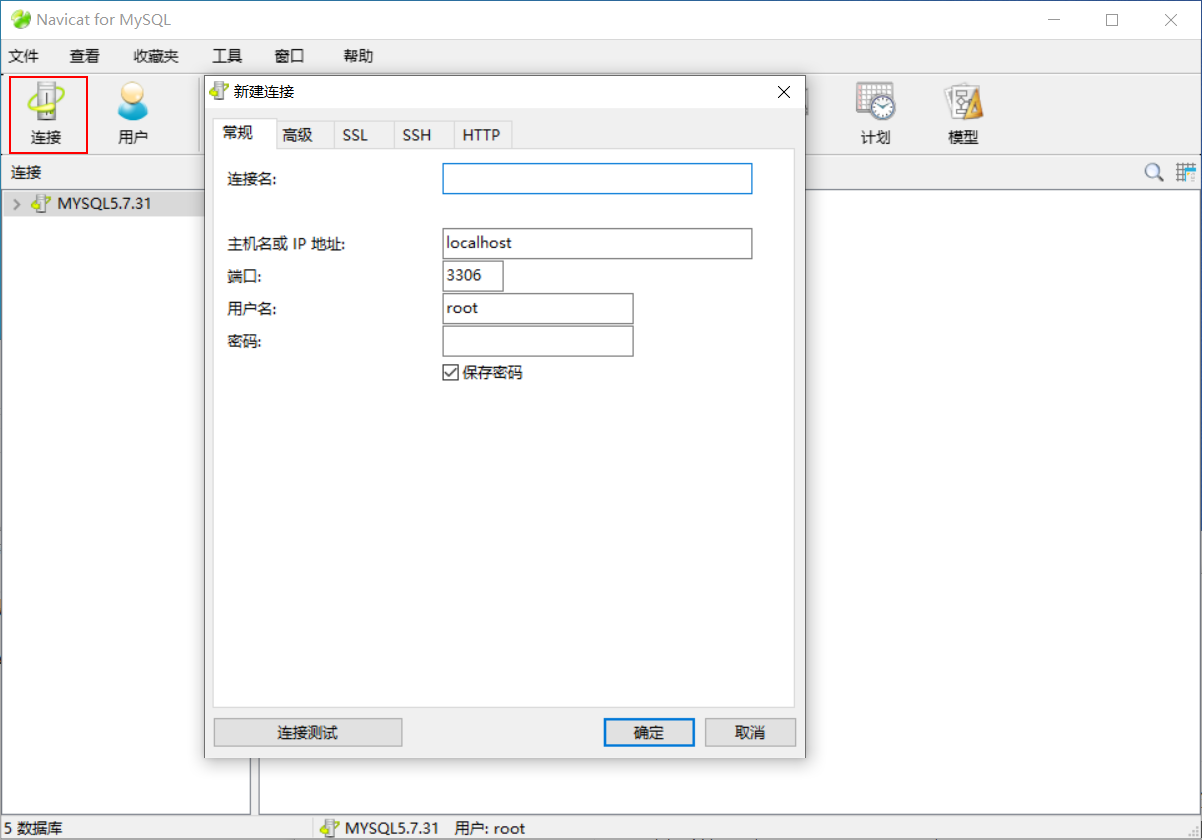 Navicat for MySQL
文件 查看 收藏夹 工具 窗口 帮助
连接 用户 计划 模型
连接
MYSQL5.7.31
新建连接
常规 高级 SSL SSH HTTP
连接名:
主机名或 IP 地址: localhost
端口: 3306
用户名: root
密码:
保存密码
连接测试 确定 取消
5 数据库 MYSQL5.7.31 用户: root